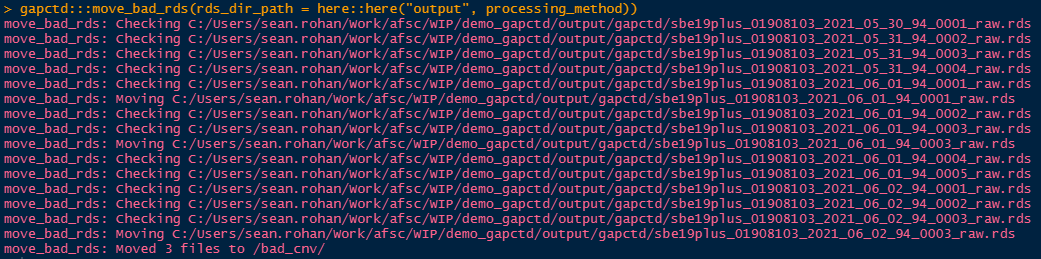 > gapctd:::move_bad_rds(rds_dir_path = here::here("output", processing_method))
move_bad_rds: Checking C:/Users/sean.rohan/Work/afsc/WIP/demo_gapctd/output/gapctd/sbe19plus_01908103_2021_05_30_94_0001_raw.rds
move_bad_rds: Checking C:/Users/sean.rohan/Work/afsc/WIP/demo_gapctd/output/gapctd/sbe19plus_01908103_2021_05_31_94_0002_raw.rds
move_bad_rds: Checking C:/Users/sean.rohan/Work/afsc/WIP/demo_gapctd/output/gapctd/sbe19plus_01908103_2021_05_31_94_0003_raw.rds
move_bad_rds: Checking C:/Users/sean.rohan/Work/afsc/WIP/demo_gapctd/output/gapctd/sbe19plus_01908103_2021_05_31_94_0004_raw.rds
move_bad_rds: Checking C:/Users/sean.rohan/Work/afsc/WIP/demo_gapctd/output/gapctd/sbe19plus_01908103_2021_06_01_94_0001_raw.rds
move_bad_rds: Moving C:/Users/sean.rohan/Work/afsc/WIP/demo_gapctd/output/gapctd/sbe19plus_01908103_2021_06_01_94_0001_raw.rds
move_bad_rds: Checking C:/Users/sean.rohan/Work/afsc/WIP/demo_gapctd/output/gapctd/sbe19plus_01908103_2021_06_01_94_0002_raw.rds
move_bad_rds: Checking C:/Users/sean.rohan/Work/afsc/WIP/demo_gapctd/output/gapctd/sbe19plus_01908103_2021_06_01_94_0003_raw.rds
move_bad_rds: Moving C:/Users/sean.rohan/Work/afsc/WIP/demo_gapctd/output/gapctd/sbe19plus_01908103_2021_06_01_94_0003_raw.rds
move_bad_rds: Checking C:/Users/sean.rohan/Work/afsc/WIP/demo_gapctd/output/gapctd/sbe19plus_01908103_2021_06_01_94_0004_raw.rds
move_bad_rds: Checking C:/Users/sean.rohan/Work/afsc/WIP/demo_gapctd/output/gapctd/sbe19plus_01908103_2021_06_01_94_0005_raw.rds
move_bad_rds: Checking C:/Users/sean.rohan/Work/afsc/WIP/demo_gapctd/output/gapctd/sbe19plus_01908103_2021_06_02_94_0001_raw.rds
move_bad_rds: Checking C:/Users/sean.rohan/Work/afsc/WIP/demo_gapctd/output/gapctd/sbe19plus_01908103_2021_06_02_94_0002_raw.rds
move_bad_rds: Checking C:/Users/sean.rohan/Work/afsc/WIP/demo_gapctd/output/gapctd/sbe19plus_01908103_2021_06_02_94_0003_raw.rds
move_bad_rds: Moving C:/Users/sean.rohan/Work/afsc/WIP/demo_gapctd/output/gapctd/sbe19plus_01908103_2021_06_02_94_0003_raw.rds
move_bad_rds: Moved 3 files to /bad_cnv/